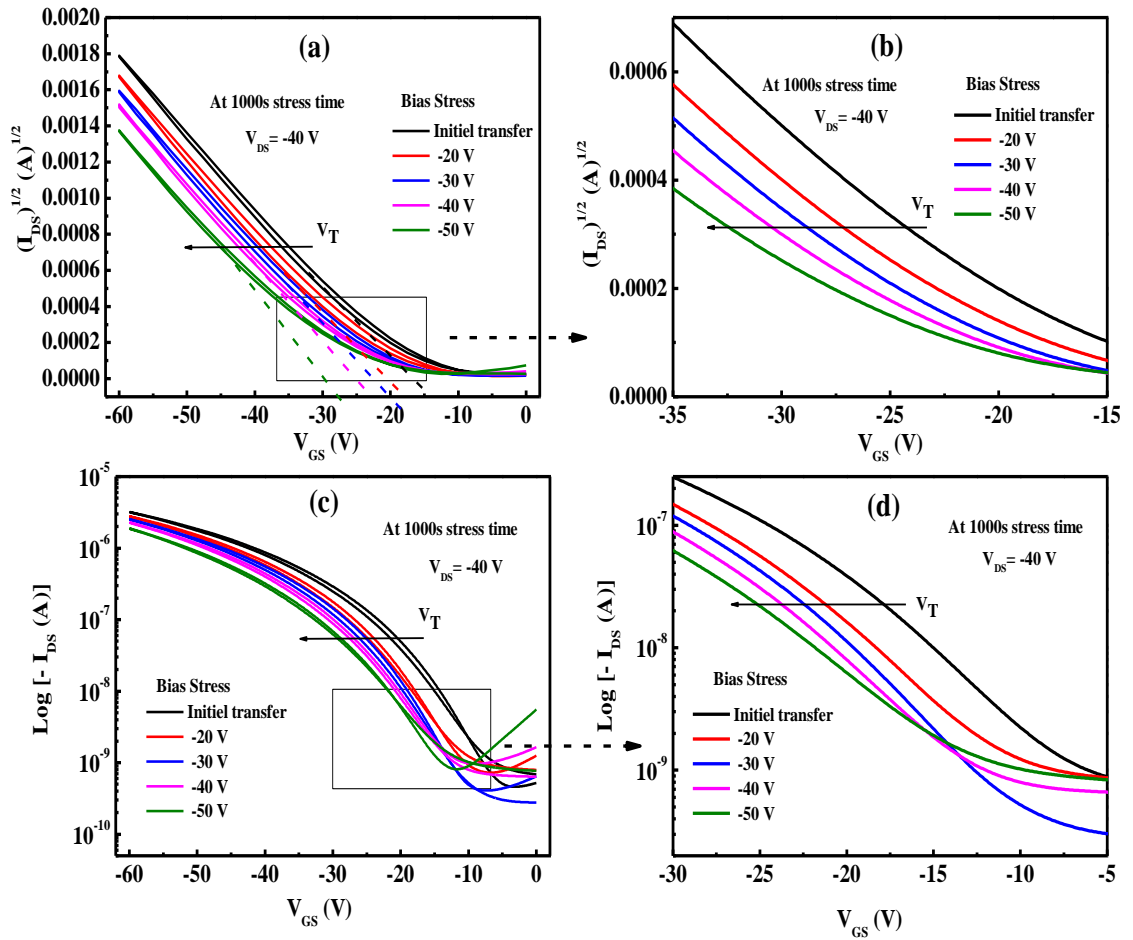 (a)
0.0020
0.0018
0.0016
0.0014
0.0012
0.0010
0.0008
0.0006
0.0004
0.0002
0.0000
(I_DS)^1/2 (A)^1/2
At 1000s stress time
V_DS= -40 V
Bias Stress
Initiel transfer
-20 V
-30 V
-40 V
-50 V
V_T
-60 -50 -40 -30 -20 -10 0
V_GS (V)
(b)
0.0006
0.0004
0.0002
0.0000
(I_DS)^1/2 (A)^1/2
At 1000s stress time
V_DS= -40 V
Bias Stress
Initiel transfer
-20 V
-30 V
-40 V
-50 V
V_T
-35 -30 -25 -20 -15
V_GS (V)
(c)
10^-5
10^-6
10^-7
10^-8
10^-9
10^-10
Log [- I_DS (A)]
At 1000s stress time
V_DS= -40 V
V_T
Bias Stress
Initiel transfer
-20 V
-30 V
-40 V
-50 V
-60 -50 -40 -30 -20 -10 0
V_GS (V)
(d)
10^-7
10^-8
10^-9
Log [- I_DS (A)]
At 1000s stress time
V_DS= -40 V
V_T
Bias Stress
Initiel transfer
-20 V
-30 V
-40 V
-50 V
-30 -25 -20 -15 -10 -5
V_GS (V)